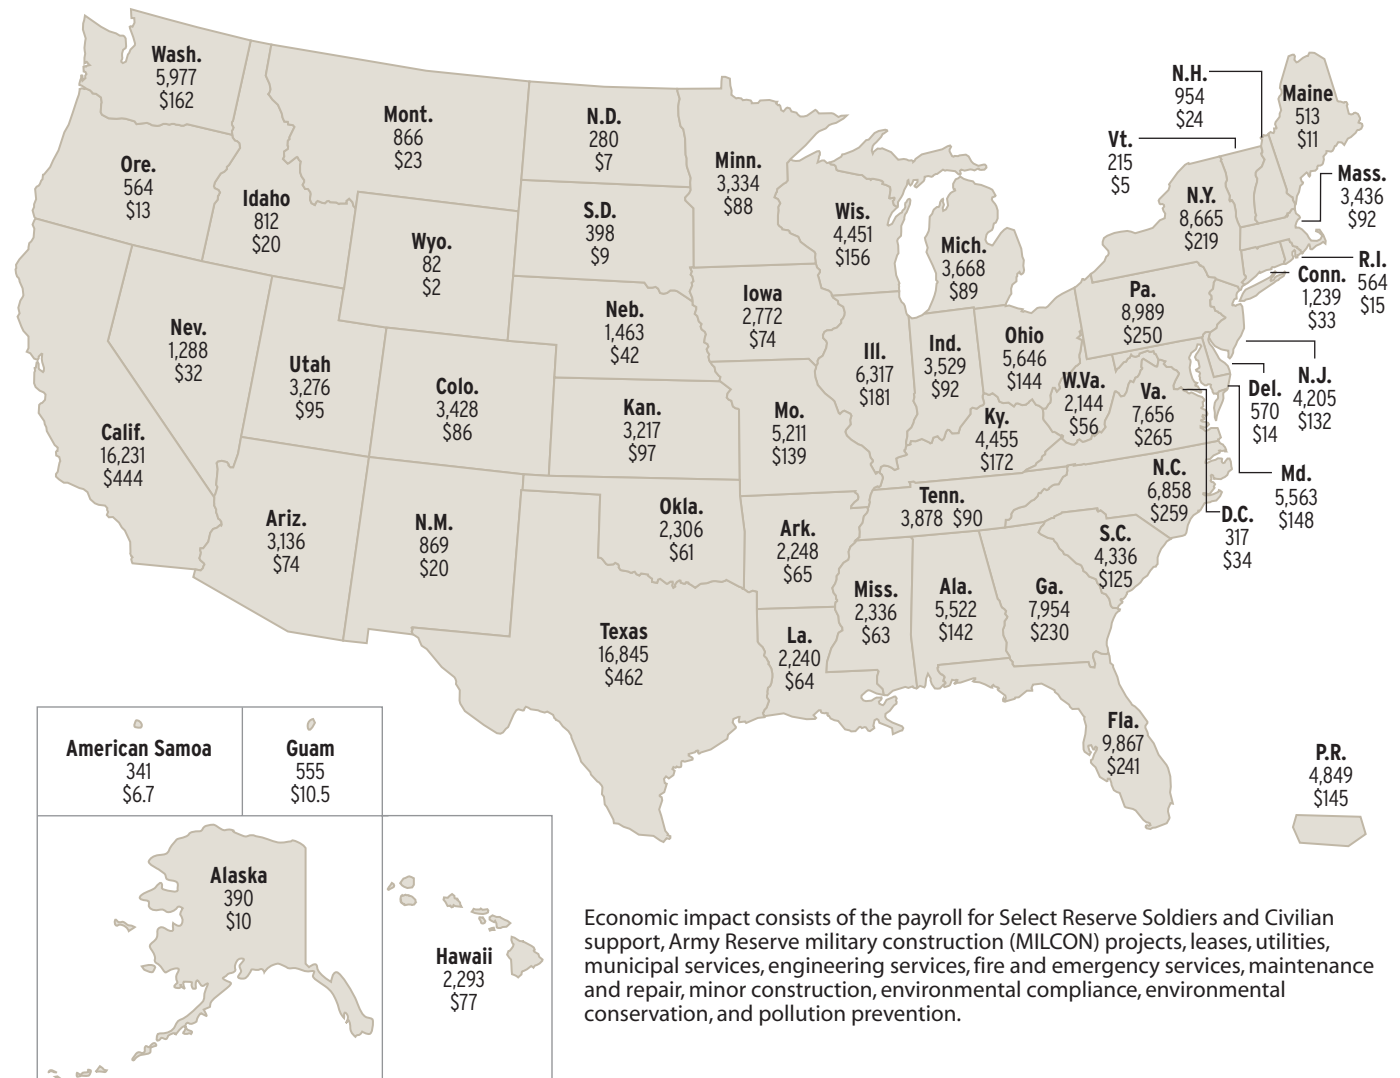 Wash.
5,977
$162
Ore.
564
$13
Calif.
16,231
$444
Idaho
812
$20
Nev.
1,288
$32
Mont.
866
$23
Wyo.
82
$2
Utah
3,276
$95
Colo.
3,428
$86
Ariz.
3,136
$74
N.M.
869
$20
N.D.
280
$7
S.D.
398
$9
Neb.
1,463
$42
Kan.
3,217
$97
Okla.
2,306
$61
Texas
16,845
$462
Minn.
3,334
$88
Iowa
2,772
$74
Mo.
5,211
$139
Ark.
2,248
$65
La.
2,240
$64
Wis.
4,451
$156
Ill.
6,317
$181
Mich.
3,668
$89
Ind.
3,529
$92
Ohio
5,646
$144
Ky.
4,455
$172
Tenn.
3,878 $90
Miss.
2,336
$63
Ala.
5,522
$142
Ga.
7,954
$230
Fla.
9,867
$241
S.C.
4,336
$125
N.C.
6,858
$259
W.Va.
2,144
$56
Va.
7,656
$265
Pa.
8,989
$250
N.Y.
8,665
$219
Vt.
215
$5
N.H.
954
$24
Maine
513
$11
Mass.
3,436
$92
R.I.
564
$15
Conn.
1,239
$33
N.J.
4,205
$132
Del.
570
$14
Md.
5,563
$148
D.C.
317
$34
P.R.
4,849
$145
American Samoa
341
$6.7
Guam
555
$10.5
Alaska
390
$10
Hawaii
2,293
$77
Economic impact consists of the payroll for Select Reserve Soldiers and Civilian
support, Army Reserve military construction (MILCON) projects, leases, utilities,
municipal services, engineering services, fire and emergency services, maintenance
and repair, minor construction, environmental compliance, environmental
conservation, and pollution prevention.